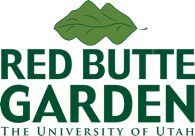 RED BUTTE
GARDEN
THE UNIVERSITY OF UTAH